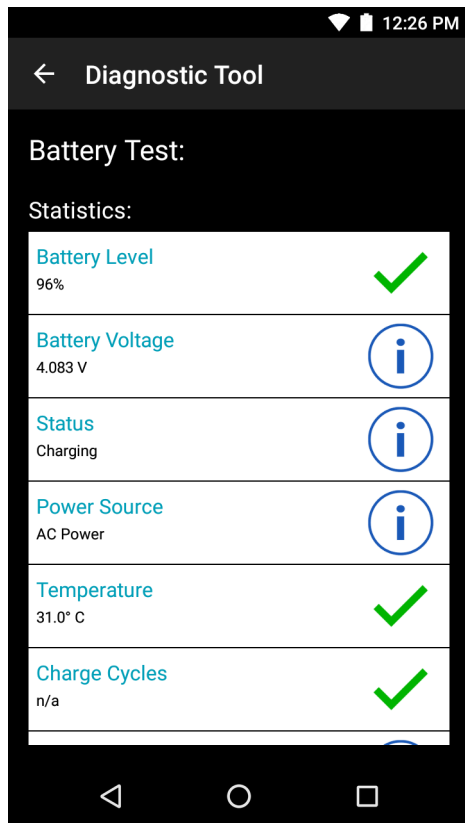 12:26 PM
Diagnostic Tool
Battery Test:
Statistics:
Battery Level
96%
Battery Voltage
4.083 V
Status
Charging
Power Source
AC Power
Temperature
31.0° C
Charge Cycles
n/a